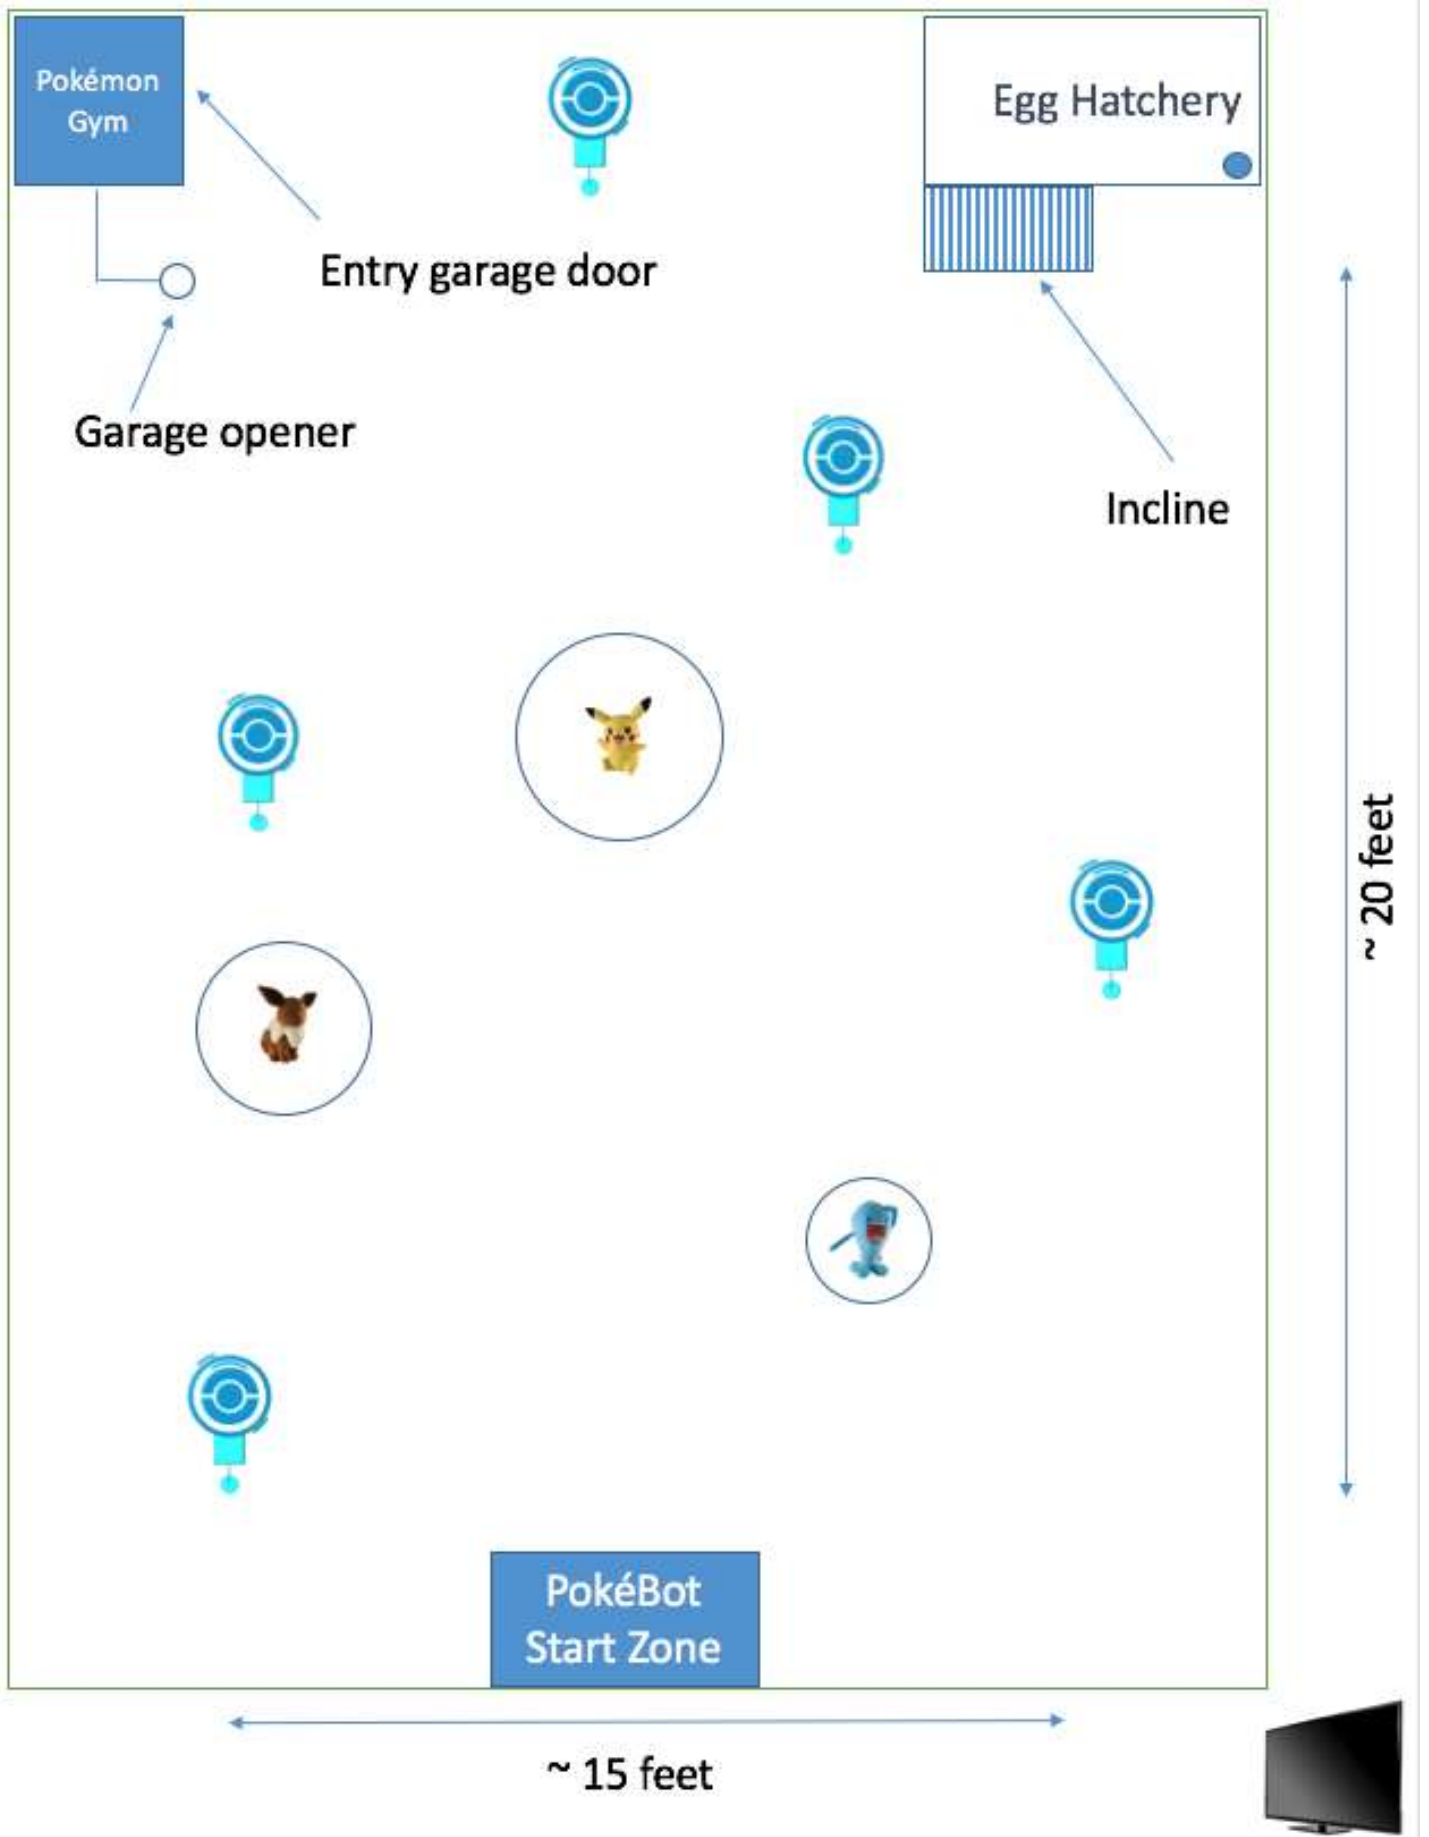 Pokémon
Gym
Egg Hatchery
Entry garage door
Garage opener
Incline
~ 20 feet
PokéBot
Start Zone
~ 15 feet